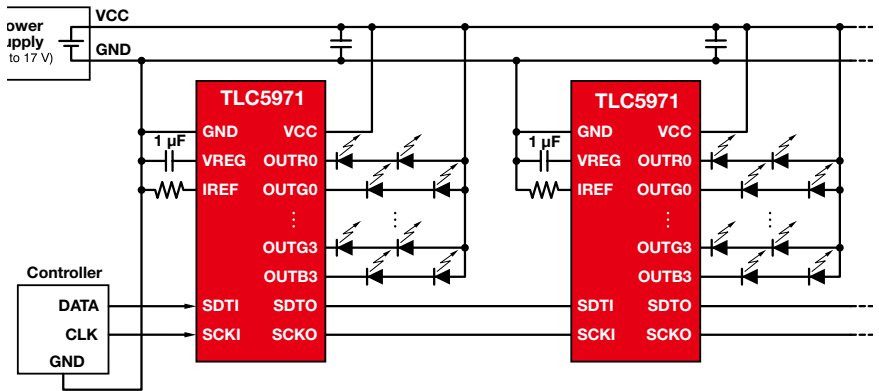 ower
upply
to 17 V)
VCC
GND
TLC5971
GND
VCC
1 µF
VREG
OUTR0
IREF
OUTG0
...
...
OUTG3
OUTB3
SDTI
SDTO
SCKI
SCKO
TLC5971
GND
VCC
1 µF
VREG
OUTR0
IREF
OUTG0
...
...
OUTG3
OUTB3
SDTI
SDTO
SCKI
SCKO
Controller
DATA
CLK
GND